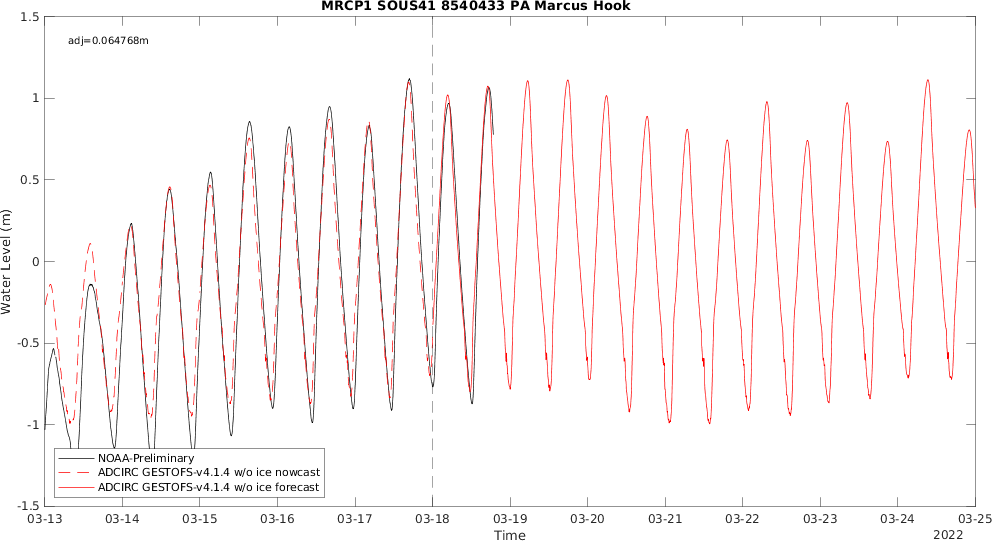 MRCP1 SOUS41 8540433 PA Marcus Hook
adj=0.064768m
1.5
1
0.5
0
-0.5
-1
-1.5
Water Level (m)
NOAA-Preliminary
ADCIRC GESTOFS-v4.1.4 w/o ice nowcast
ADCIRC GESTOFS-v4.1.4 w/o ice forecast
03-13 03-14 03-15 03-16 03-17 03-18 03-19 03-20 03-21 03-22 03-23 03-24 03-25
Time
2022